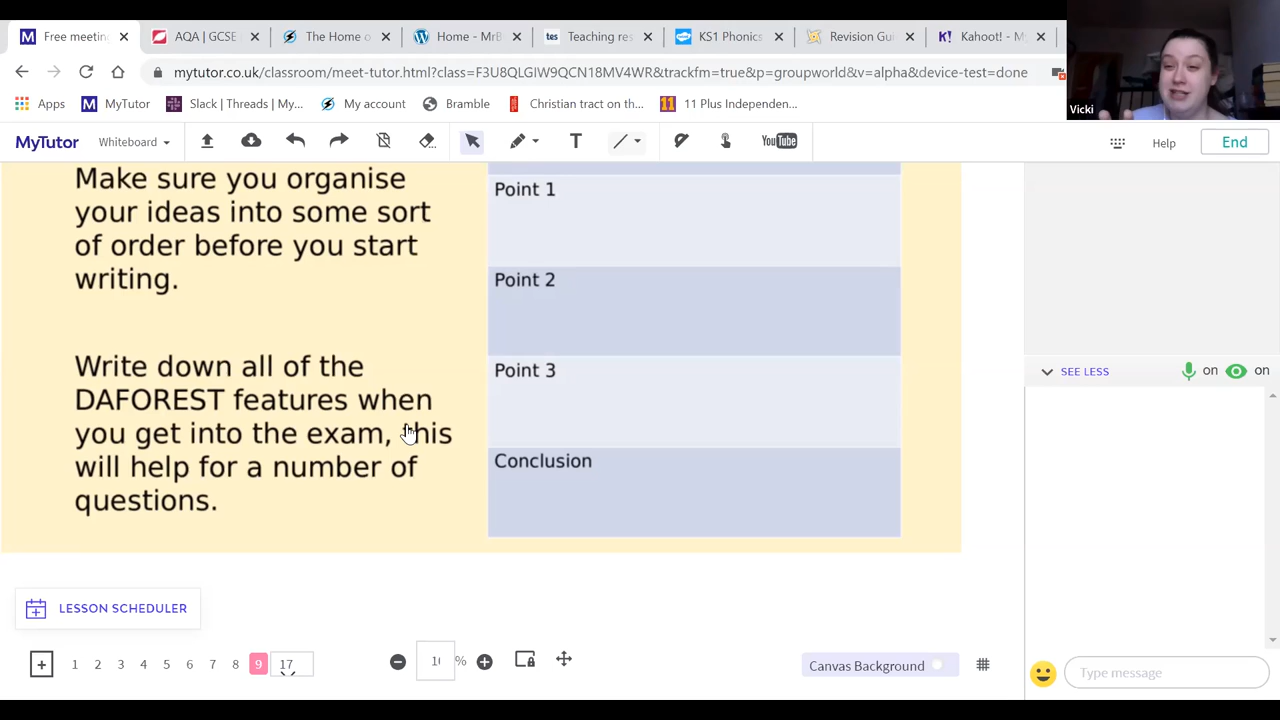 Free meeting
AQA | GCSE
The Home o
Home - MrB
Teaching res
KS1 Phonics
Revision Gui
Kahoot! - M
mytutor.co.uk/classroom/meet-tutor.html?class=F3B3QLGIW9QCN18MV4WR&trackfm=true&p=groupworld&v=alpha&device-test=done
Vicki
Apps
MyTutor
Slack | Threads | My...
My account
Bramble
Christian tract on th...
11 Plus Independen...
MyTutor
Whiteboard
T
YouTube
Help
End
Make sure you organise
your ideas into some sort
of order before you start
writing.
Write down all of the
DAFOREST features when
you get into the exam, this
will help for a number of
questions.
Point 1
Point 2
Point 3
Conclusion
SEE LESS
on
on
LESSON SCHEDULER
1 2 3 4 5 6 7 8 9 17
%
Canvas Background
Type message